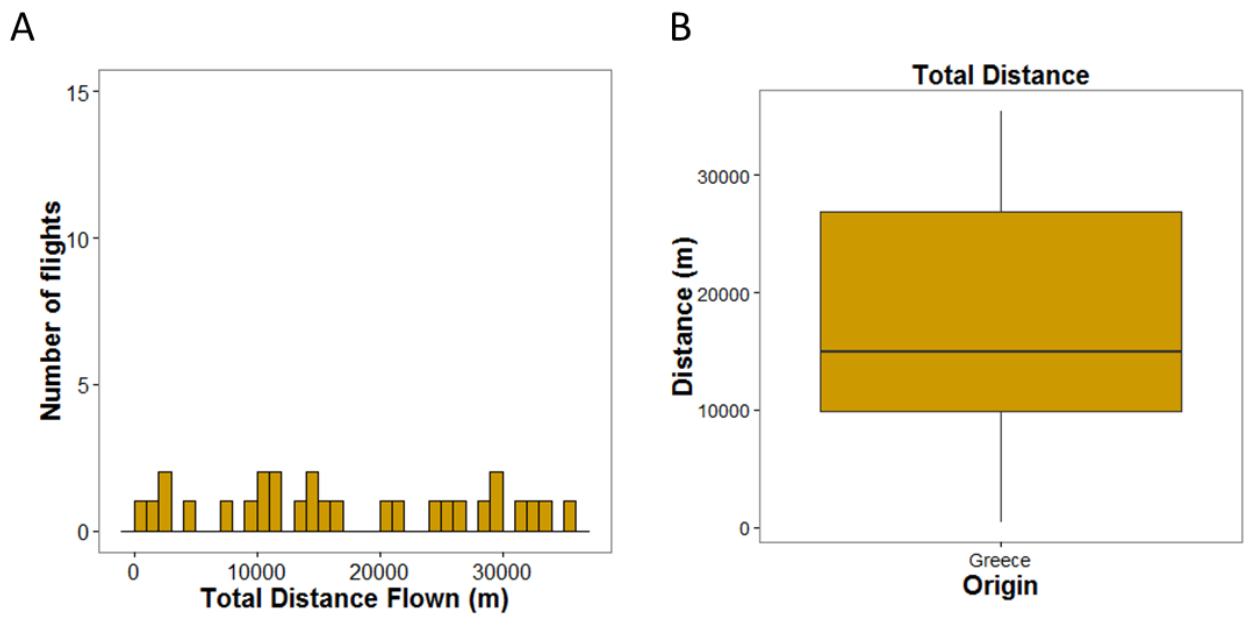 A
15
10
5
0
Number of flights
0 10000 20000 30000
Total Distance Flown (m)
B
Total Distance
30000
20000
10000
0
Distance (m)
Greece
Origin